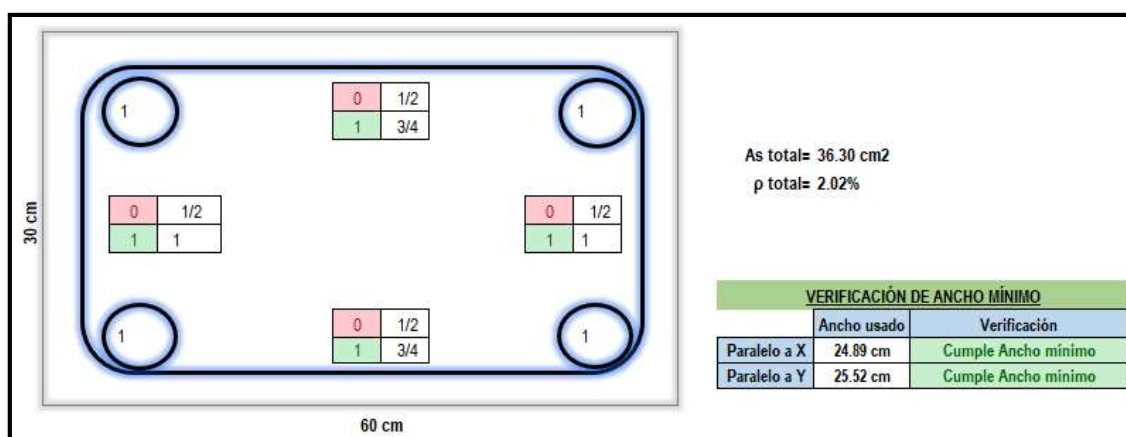 1
0 1/2
1 3/4
1
As total= 36.30 cm2
ρ total= 2.02%
30 cm
0 1/2
1 1
0 1/2
1 1
VERIFICACIÓN DE ANCHO MÍNIMO
Ancho usado Verificación
Paralelo a X 24.89 cm Cumple Ancho mínimo
Paralelo a Y 25.52 cm Cumple Ancho mínimo
1
0 1/2
1 3/4
1
60 cm